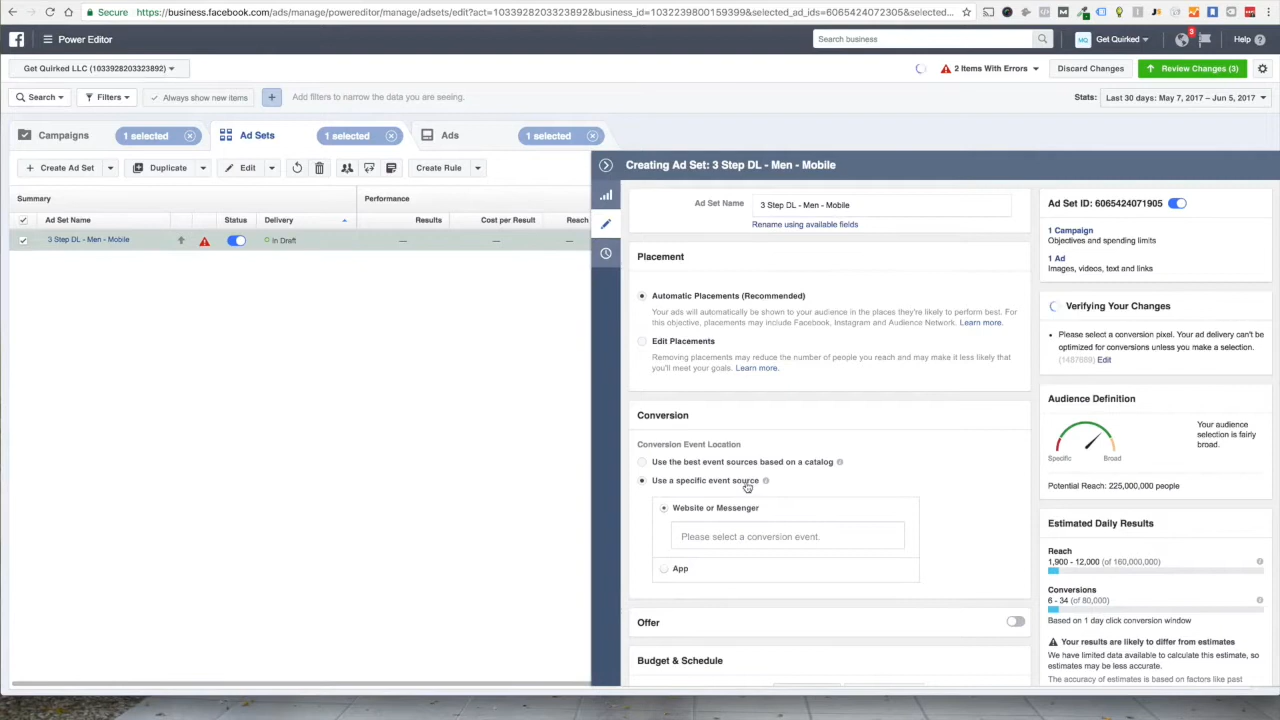 Secure
https://business.facebook.com/ads/manage/powereditor/manage/adsets/edit?act=1033928203323892&business_id=1032239800159399&selected_ad_ids=6065424072305&selected...
Power Editor
Search business
MQ
Get Quirked
3
Help
Get Quirked LLC (1033928203323892)
2 Items With Errors
Discard Changes
Review Changes (3)
Search
Filters
Always show new items
Add filters to narrow the data you are seeing.
Stats:
Last 30 days: May 7, 2017 – Jun 5, 2017
Campaigns
1 selected
Ad Sets
1 selected
Ads
1 selected
Create Ad Set
Duplicate
Edit
Create Rule
Summary
Performance
Ad Set Name
Status
Delivery
Results
Cost per Result
Reach
3 Step DL - Men - Mobile
In Draft
—
—
—
Creating Ad Set: 3 Step DL - Men - Mobile
Ad Set Name
3 Step DL - Men - Mobile
Rename using available fields
Placement
Automatic Placements (Recommended)
Your ads will automatically be shown to your audience in the places they're likely to perform best. For
this objective, placements may include Facebook, Instagram and Audience Network. Learn more.
Edit Placements
Removing placements may reduce the number of people you reach and may make it less likely that
you'll meet your goals. Learn more.
Conversion
Conversion Event Location
Use the best event sources based on a catalog
Use a specific event source
Website or Messenger
Please select a conversion event.
App
Offer
Budget & Schedule
Ad Set ID: 6065424071905
1 Campaign
Objectives and spending limits
1 Ad
Images, videos, text and links
Verifying Your Changes
• Please select a conversion pixel. Your ad delivery can't be
optimized for conversions unless you make a selection.
(1487689) Edit
Audience Definition
Your audience
selection is fairly
broad.
Specific
Broad
Potential Reach: 225,000,000 people
Estimated Daily Results
Reach
1,900 - 12,000 (of 160,000,000)
Conversions
6 - 34 (of 80,000)
Based on 1 day click conversion window
Your results are likely to differ from estimates
We have limited data available to calculate this estimate, so
estimates may be less accurate.
The accuracy of estimates is based on factors like past